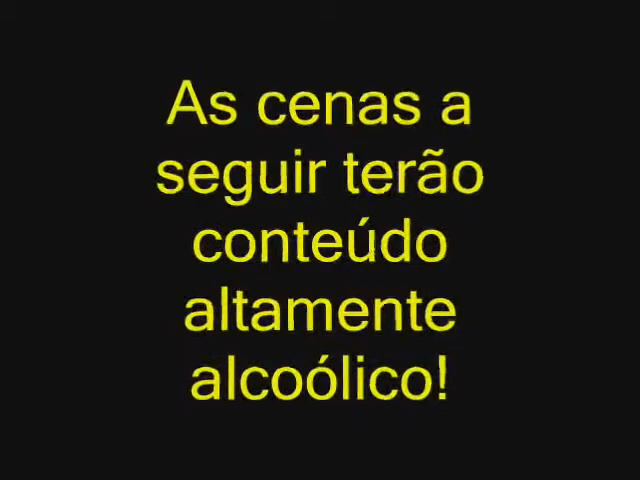 As cenas a
seguir terão
conteúdo
altamente
alcoólico!